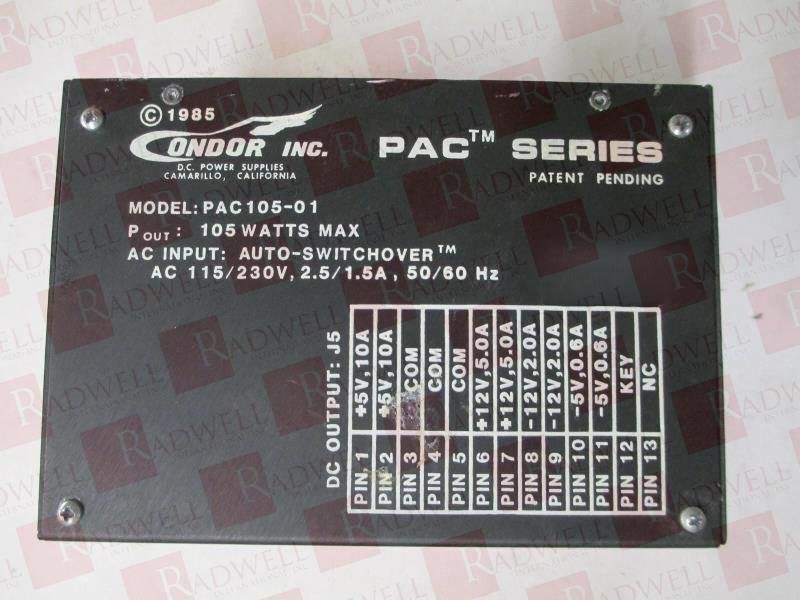 © 1985
CONDOR INC.
D.C. POWER SUPPLIES
CAMARILLO, CALIFORNIA
PAC™ SERIES
PATENT PENDING
MODEL: PAC105-01
POUT: 105 WATTS MAX
AC INPUT: AUTO-SWITCHOVER™
AC 115/230V, 2.5/1.5A, 50/60 Hz
DC OUTPUT: J5
PIN 1 +5V, 10A
PIN 2 +5V, 10A
PIN 3 COM
PIN 4 COM
PIN 5 COM
PIN 6 +12V, 5.0A
PIN 7 +12V, 5.0A
PIN 8 -12V, 2.0A
PIN 9 -12V, 2.0A
PIN 10 -5V, 0.6A
PIN 11 -5V, 0.6A
PIN 12 KEY
PIN 13 NC
RADWELL